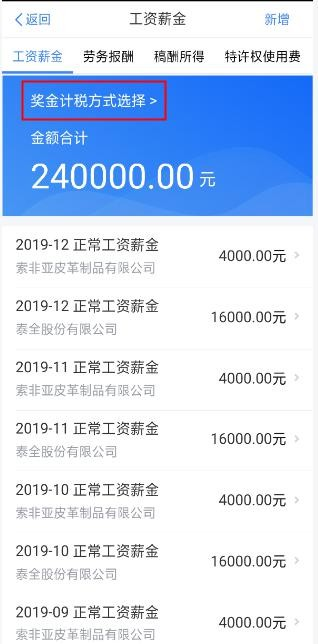 返回 工资薪金 新增
工资薪金 劳务报酬 稿酬所得 特许权使用费
奖金计税方式选择 >
金额合计
240000.00 元
2019-12 正常工资薪金
索非亚皮革制品有限公司
4000.00元
2019-12 正常工资薪金
泰全股份有限公司
16000.00元
2019-11 正常工资薪金
索非亚皮革制品有限公司
4000.00元
2019-11 正常工资薪金
泰全股份有限公司
16000.00元
2019-10 正常工资薪金
索非亚皮革制品有限公司
4000.00元
2019-10 正常工资薪金
泰全股份有限公司
16000.00元
2019-09 正常工资薪金
索非亚皮革制品有限公司
4000.00元